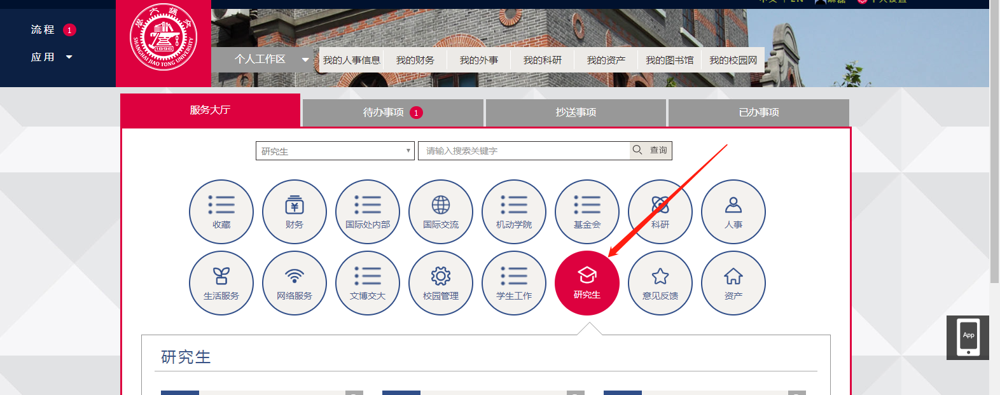 流程 1
应用
SHANGHAI JIAO TONG UNIVERSITY
1896
个人工作区
我的人事信息 我的财务 我的外事 我的科研 我的资产 我的图书馆 我的校园网
服务大厅 待办事项 1 抄送事项 已办事项
研究生 请输入搜索关键字 查询
收藏 财务 国际处内部 国际交流 机动学院 基金会 科研 人事
生活服务 网络服务 文博交大 校园管理 学生工作 研究生 意见反馈 资产
App
研究生